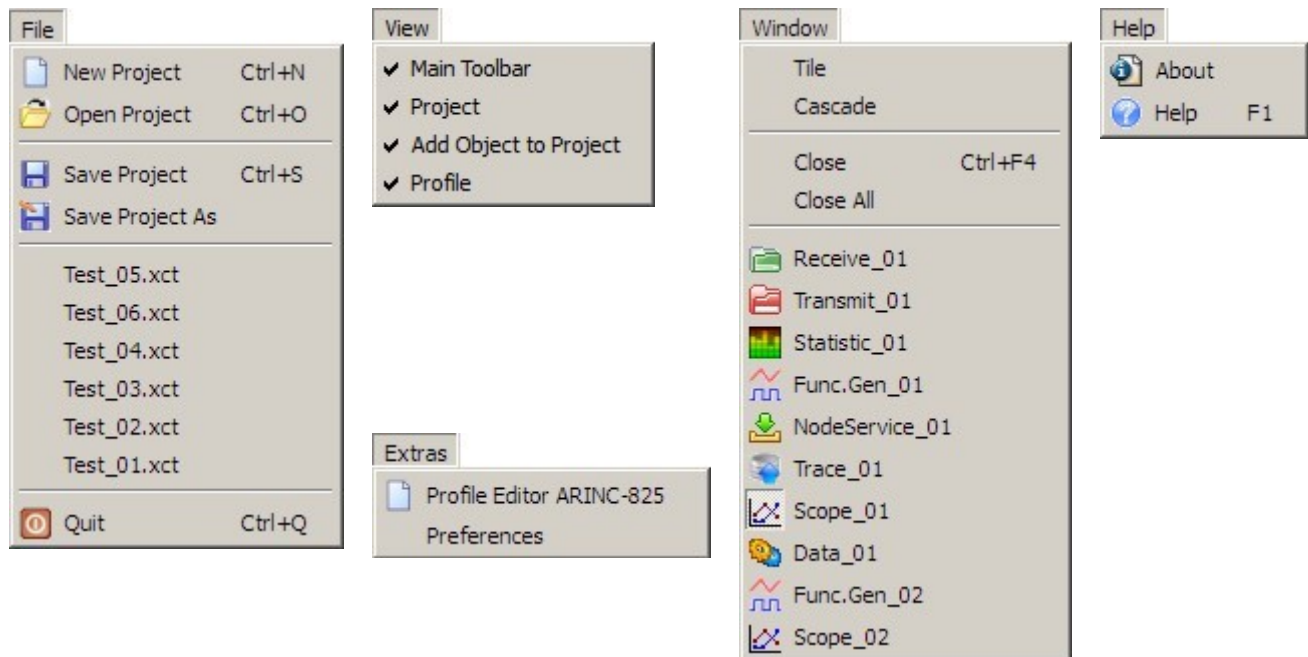 File
New Project Ctrl+N
Open Project Ctrl+O
Save Project Ctrl+S
Save Project As
Test_05.xct
Test_06.xct
Test_04.xct
Test_03.xct
Test_02.xct
Test_01.xct
Quit Ctrl+Q
View
Main Toolbar
Project
Add Object to Project
Profile
Extras
Profile Editor ARINC-825
Preferences
Window
Tile
Cascade
Close Ctrl+F4
Close All
Receive_01
Transmit_01
Statistic_01
Func.Gen_01
NodeService_01
Trace_01
Scope_01
Data_01
Func.Gen_02
Scope_02
Help
About
Help F1